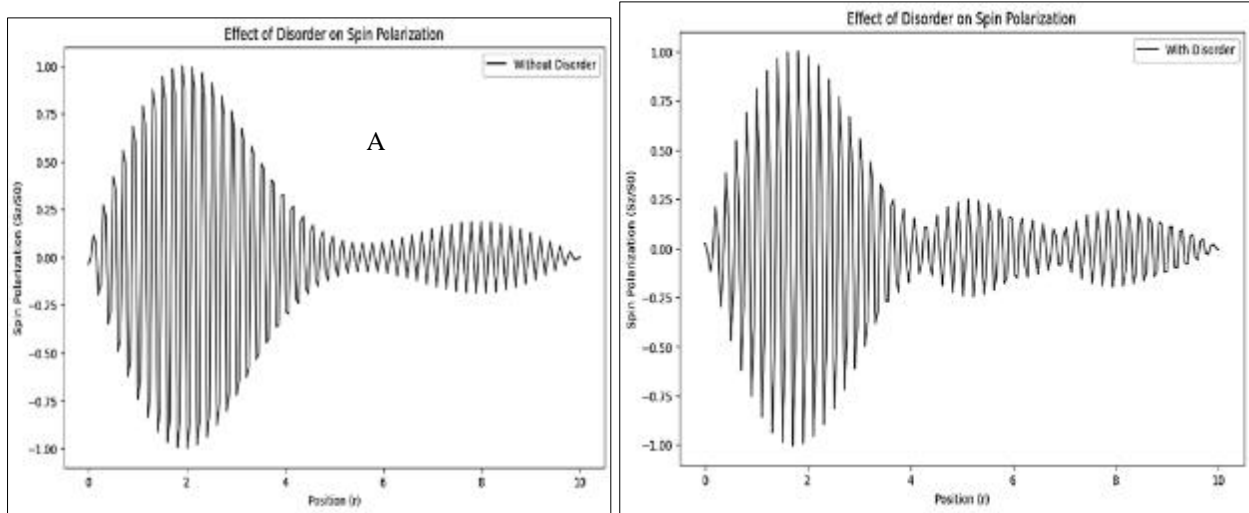 Effect of Disorder on Spin Polarization
Without Disorder
A
Spin Polarization (Sz/S0)
1.00
0.75
0.50
0.25
0.00
−0.25
−0.50
−0.75
−1.00
0 2 4 6 8 10
Position (r)
Effect of Disorder on Spin Polarization
With Disorder
Spin Polarization (Sz/S0)
1.00
0.75
0.50
0.25
0.00
−0.25
−0.50
−0.75
−1.00
0 2 4 6 8 10
Position (r)